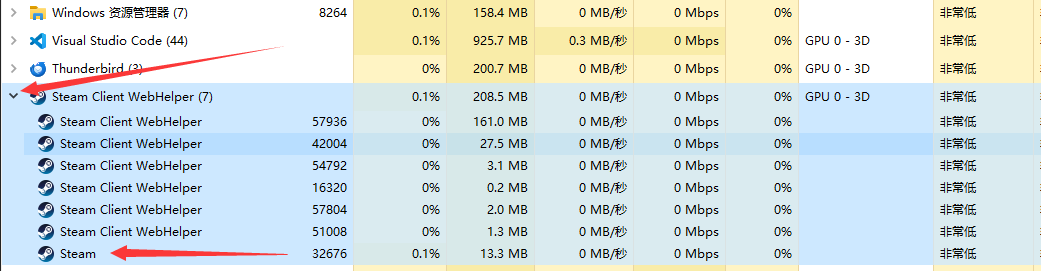 Windows 资源管理器 (7) 8264 0.1% 158.4 MB 0 MB/秒 0 Mbps 0% 非常低
Visual Studio Code (44) 0.1% 925.7 MB 0.3 MB/秒 0 Mbps 0% GPU 0 - 3D 非常低
Thunderbird (3) 0% 200.7 MB 0 MB/秒 0 Mbps 0% GPU 0 - 3D 非常低
Steam Client WebHelper (7) 0.1% 208.5 MB 0 MB/秒 0 Mbps 0% GPU 0 - 3D 非常低
Steam Client WebHelper 57936 0% 161.0 MB 0 MB/秒 0 Mbps 0% 非常低
Steam Client WebHelper 42004 0% 27.5 MB 0 MB/秒 0 Mbps 0% 非常低
Steam Client WebHelper 54792 0% 3.1 MB 0 MB/秒 0 Mbps 0% 非常低
Steam Client WebHelper 16320 0% 0.2 MB 0 MB/秒 0 Mbps 0% 非常低
Steam Client WebHelper 57804 0% 2.0 MB 0 MB/秒 0 Mbps 0% 非常低
Steam Client WebHelper 51008 0% 1.3 MB 0 MB/秒 0 Mbps 0% 非常低
Steam 32676 0.1% 13.3 MB 0 MB/秒 0 Mbps 0% 非常低